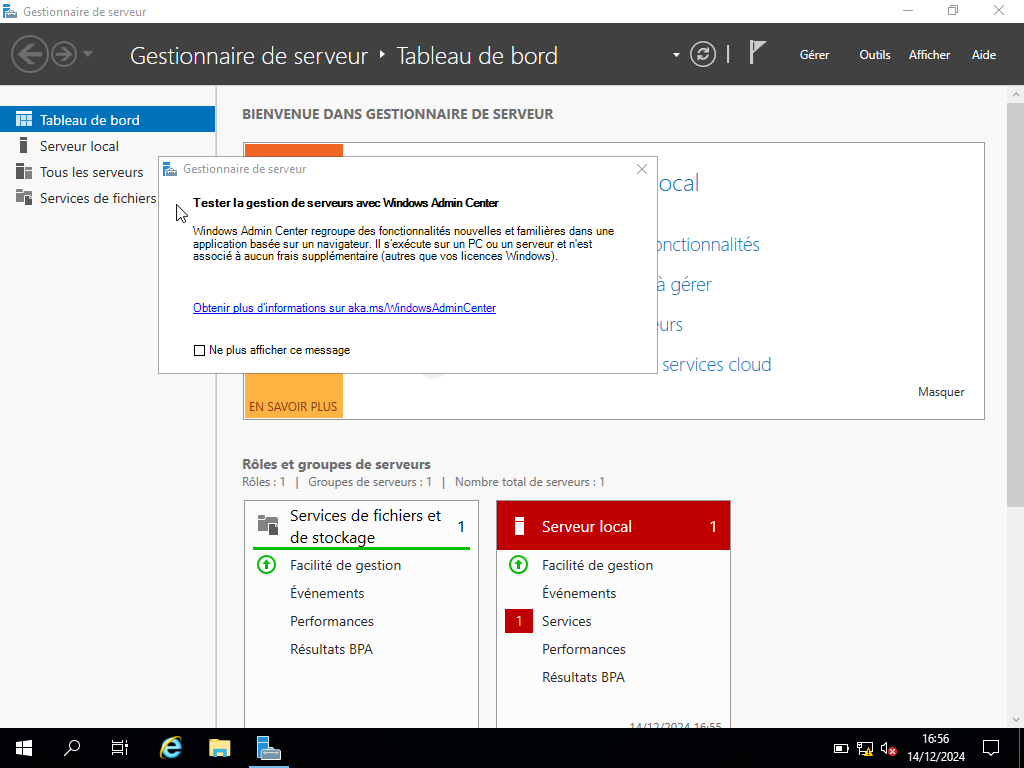 Gestionnaire de serveur
Gestionnaire de serveur ‣ Tableau de bord
Gérer Outils Afficher Aide
Tableau de bord
Serveur local
Tous les serveurs
Services de fichiers
BIENVENUE DANS GESTIONNAIRE DE SERVEUR
Gestionnaire de serveur
Tester la gestion de serveurs avec Windows Admin Center
Windows Admin Center regroupe des fonctionnalités nouvelles et familières dans une
application basée sur un navigateur. Il s'exécute sur un PC ou un serveur et n'est
associé à aucun frais supplémentaire (autres que vos licences Windows).
Obtenir plus d'informations sur aka.ms/WindowsAdminCenter
Ne plus afficher ce message
ocal
onctionnalités
à gérer
eurs
services cloud
EN SAVOIR PLUS
Masquer
Rôles et groupes de serveurs
Rôles : 1 | Groupes de serveurs : 1 | Nombre total de serveurs : 1
Services de fichiers et
de stockage
1
Facilité de gestion
Événements
Performances
Résultats BPA
Serveur local 1
Facilité de gestion
Événements
1 Services
Performances
Résultats BPA
14/12/2024 16:55
16:56
14/12/2024